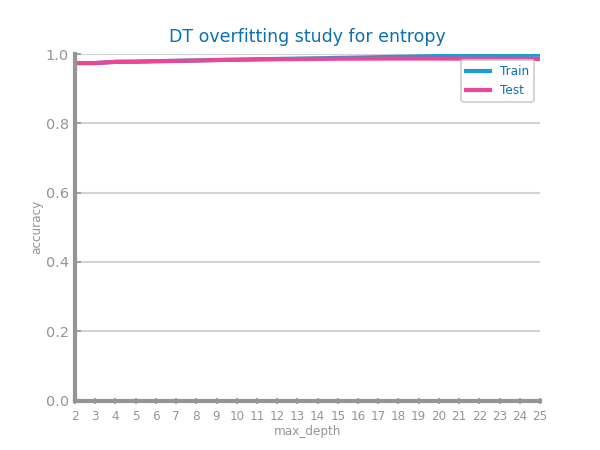 DT overfitting study for entropy
1.0
0.8
0.6
0.4
0.2
0.0
accuracy
Train
Test
2 3 4 5 6 7 8 9 10 11 12 13 14 15 16 17 18 19 20 21 22 23 24 25
max_depth